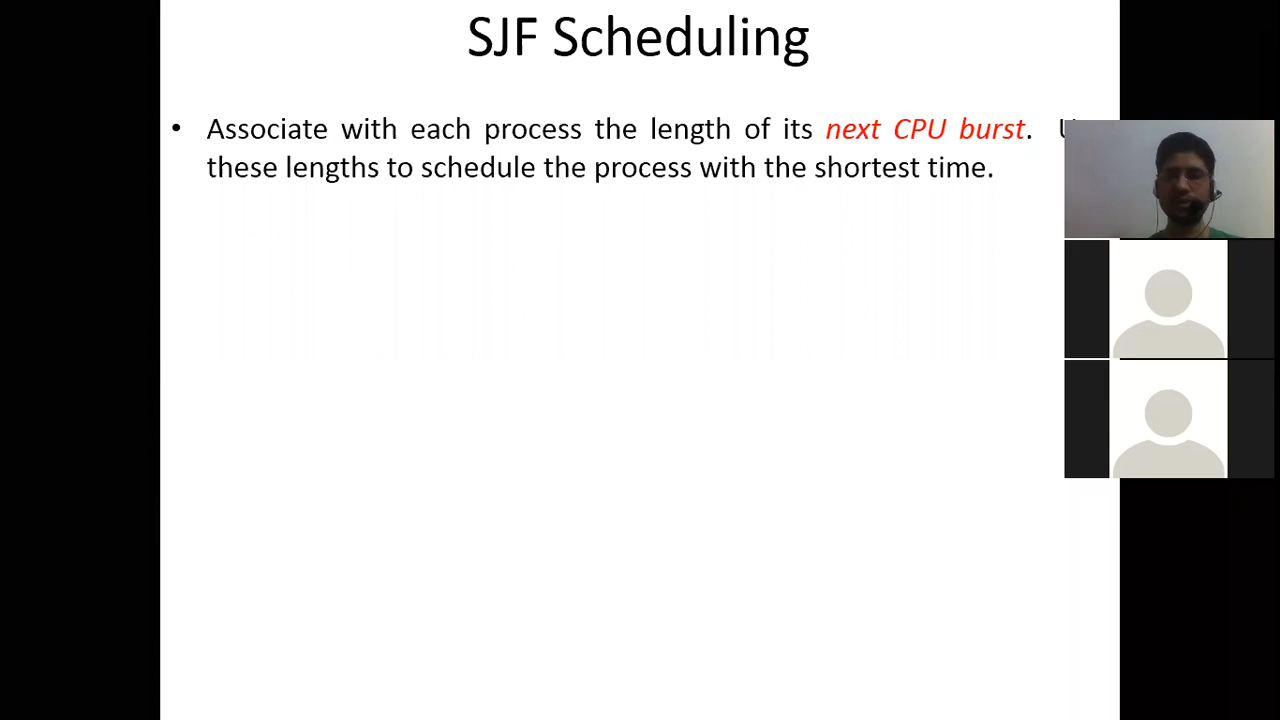 SJF Scheduling
• Associate with each process the length of its next CPU burst.
these lengths to schedule the process with the shortest time.